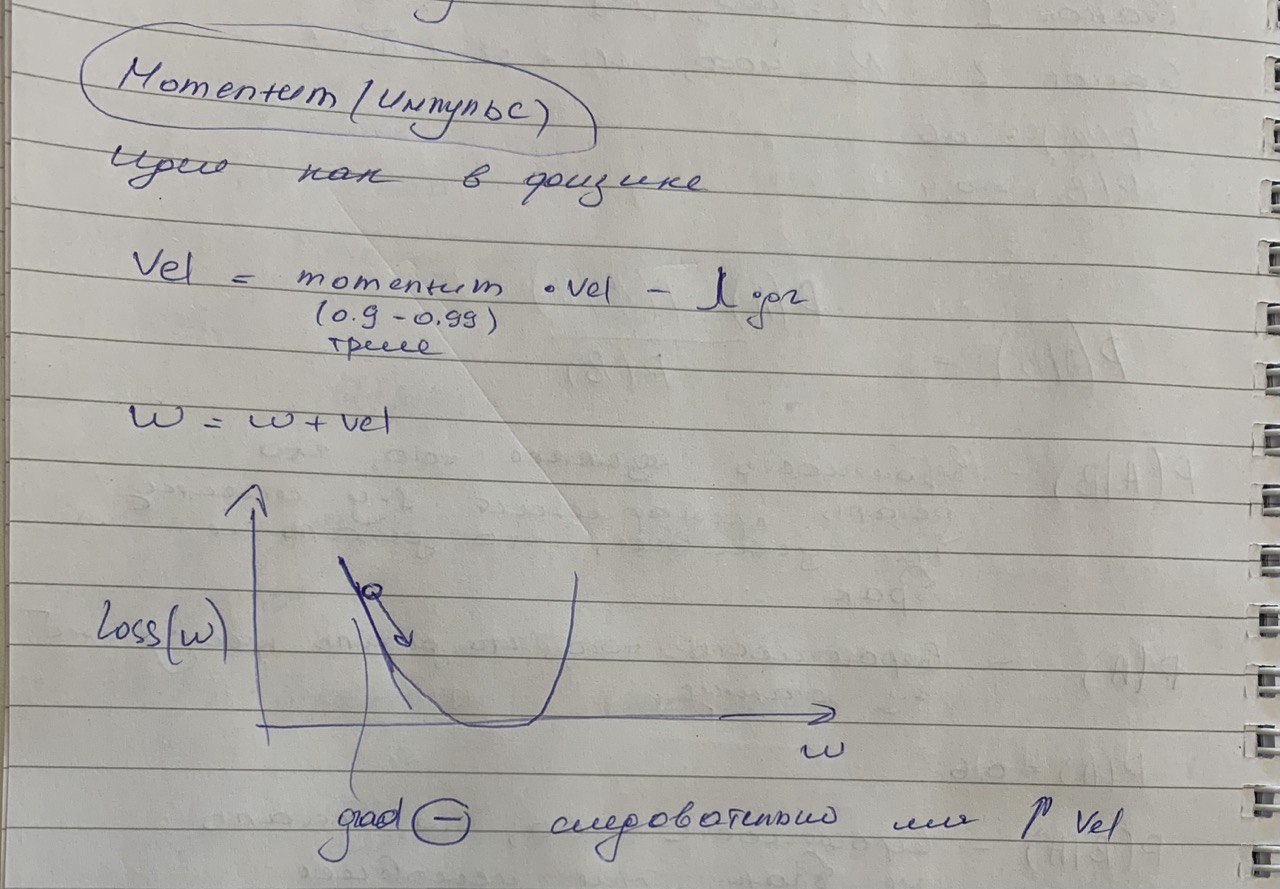 Momentum (импульс)
Идея как в физике
Vel = momentum • vel - λ gr
(0.9 - 0.99)
трение
w = w + vel
Loss(w)
w
grad ⊖ следовательно мы ↑ Vel